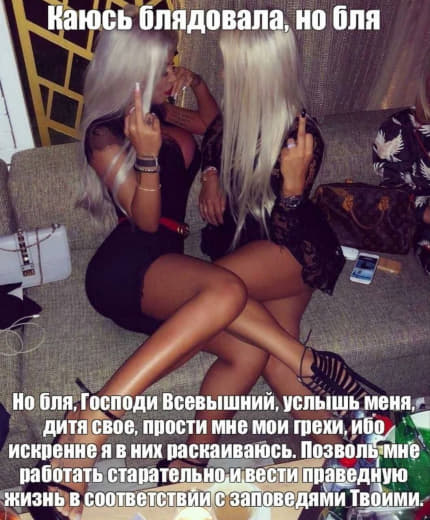 Каюсь блядовала, но бля
Но бля, Господи Всевышний, услышь меня,
дитя свое, прости мне мои грехи, ибо
искренне я в них раскаиваюсь. Позволь мне
работать старательно и вести праведную
жизнь в соответствии с заповедями Твоими.